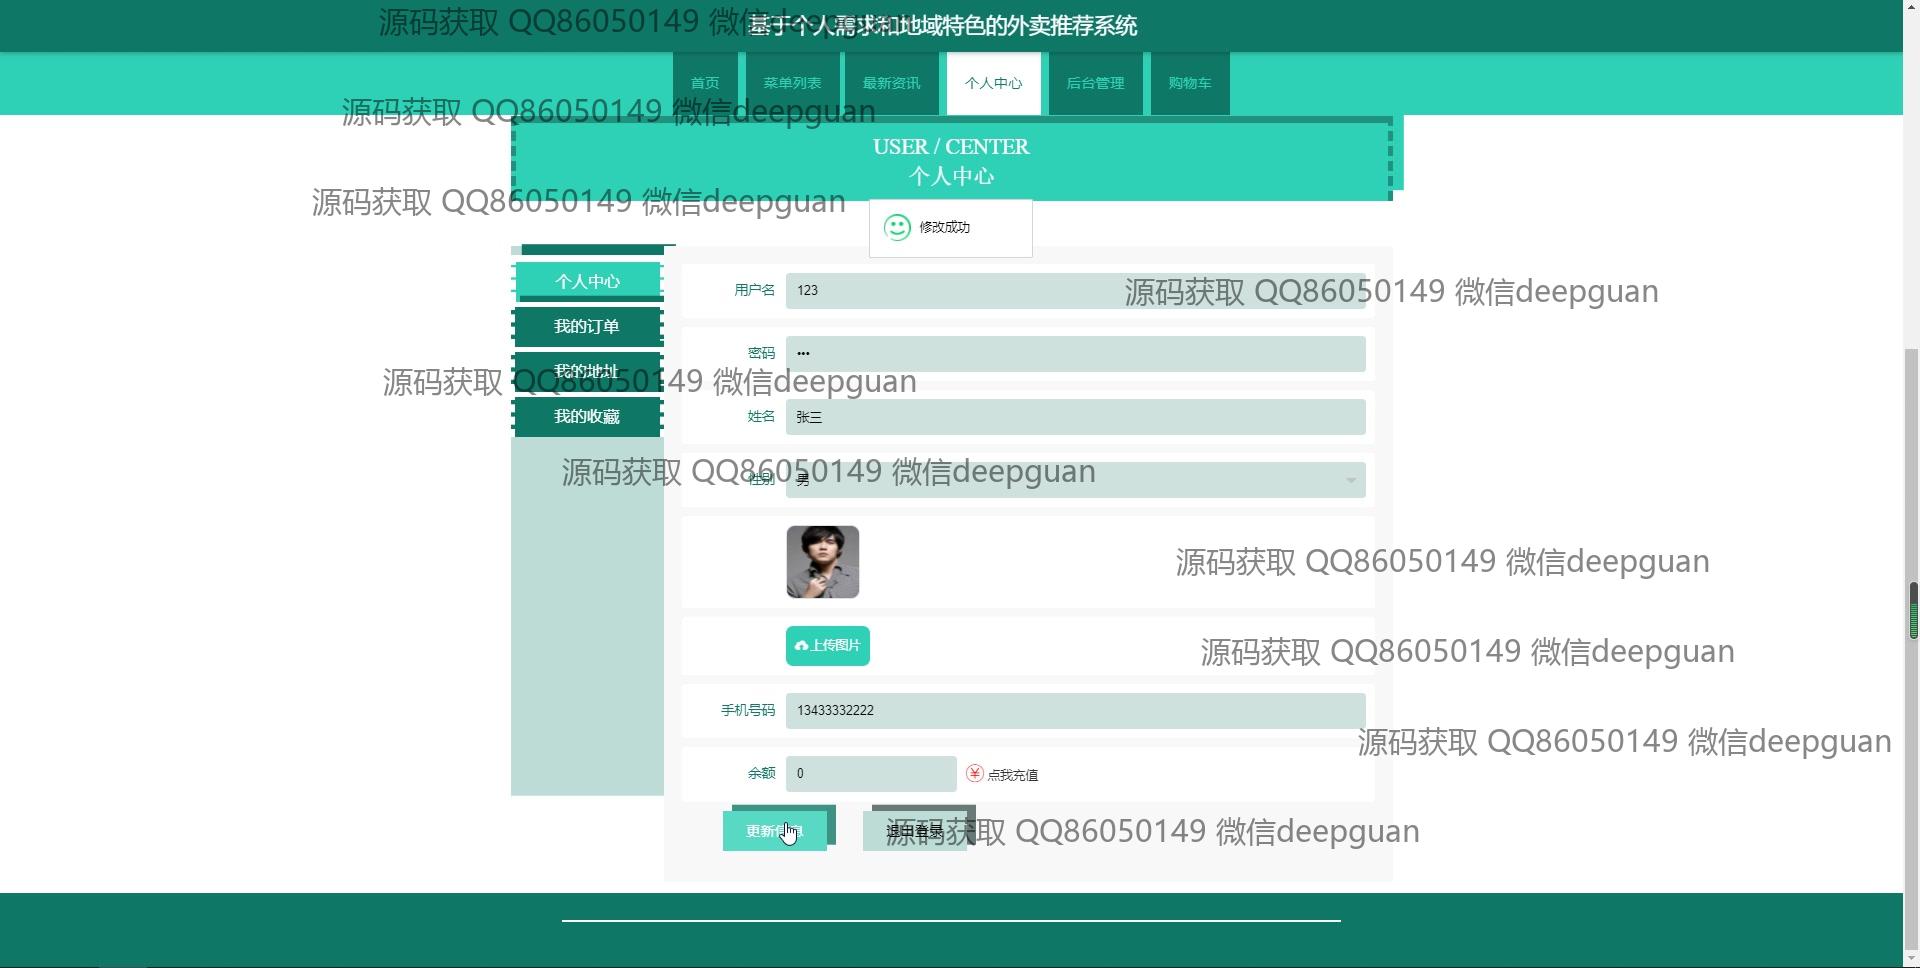 源码获取 QQ86050149 微信deepguan
基于个人需求和地域特色的外卖推荐系统
首页 菜单列表 最新资讯 个人中心 后台管理 购物车
源码获取 QQ86050149 微信deepguan
USER / CENTER
个人中心
源码获取 QQ86050149 微信deepguan
修改成功
个人中心
我的订单
我的地址
我的收藏
用户名 123
源码获取 QQ86050149 微信deepguan
密码 •••
源码获取 QQ86050149 微信deepguan
姓名 张三
源码获取 QQ86050149 微信deepguan
性别 男
源码获取 QQ86050149 微信deepguan
上传图片
源码获取 QQ86050149 微信deepguan
手机号码 13433332222
源码获取 QQ86050149 微信deepguan
余额 0 点我充值
更新信息 退出登录
源码获取 QQ86050149 微信deepguan